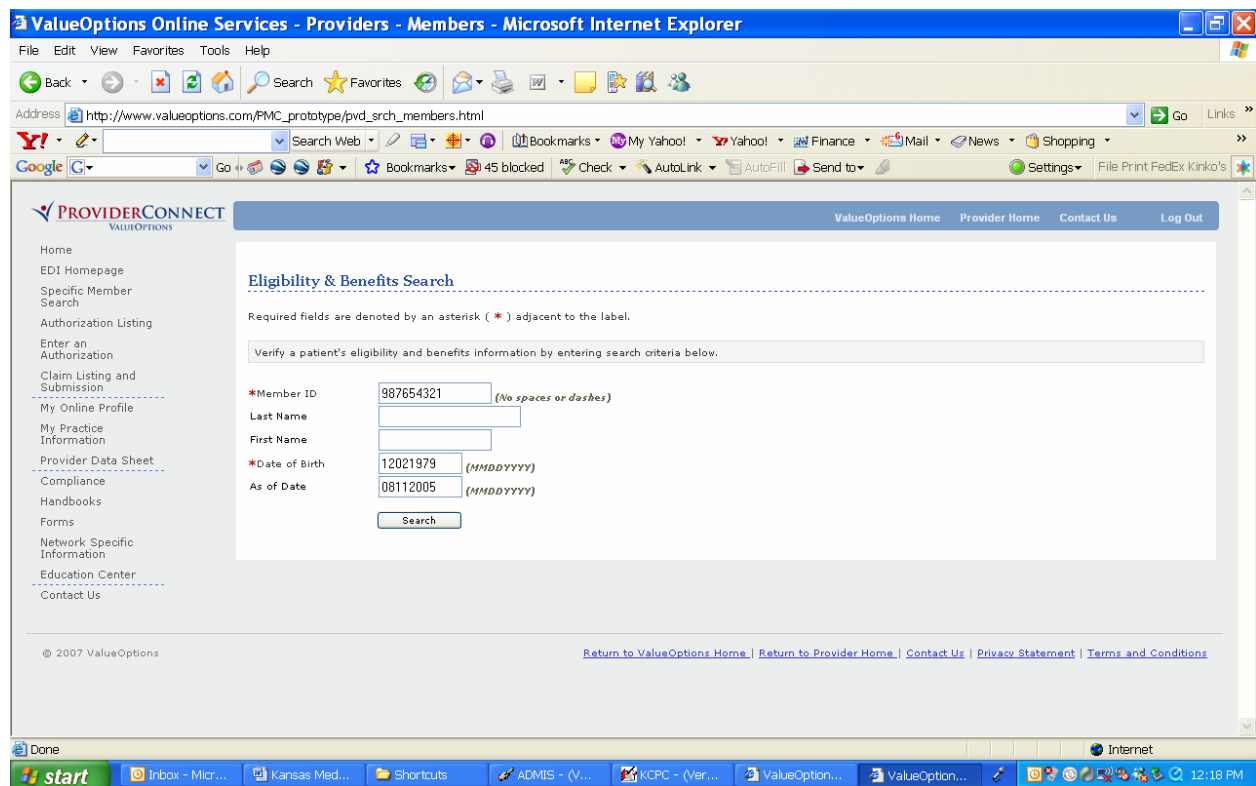 ValueOptions Online Services - Providers - Members - Microsoft Internet Explorer
File Edit View Favorites Tools Help
Back Search Favorites
Address http://www.valueoptions.com/PMC_prototype/pvd_srch_members.html Go Links »
Y! Search Web Bookmarks My Yahoo! Yahoo! Finance Mail News Shopping »
Google G Go Bookmarks 45 blocked Check AutoLink AutoFill Send to Settings File Print FedEx Kinko's
PROVIDERCONNECT
VALUEOPTIONS
ValueOptions Home Provider Home Contact Us Log Out
Home
EDI Homepage
Specific Member
Search
Authorization Listing
Enter an
Authorization
Claim Listing and
Submission
My Online Profile
My Practice
Information
Provider Data Sheet
Compliance
Handbooks
Forms
Network Specific
Information
Education Center
Contact Us
Eligibility & Benefits Search
Required fields are denoted by an asterisk ( * ) adjacent to the label.
Verify a patient's eligibility and benefits information by entering search criteria below.
*Member ID 987654321 (No spaces or dashes)
Last Name
First Name
*Date of Birth 12021979 (MMDDYYYY)
As of Date 08112005 (MMDDYYYY)
Search
© 2007 ValueOptions
Return to ValueOptions Home | Return to Provider Home | Contact Us | Privacy Statement | Terms and Conditions
Done Internet
start Inbox - Micr... Kansas Med... Shortcuts ADMIS - (V... KCPC - (Ver... ValueOption... ValueOption... 12:18 PM